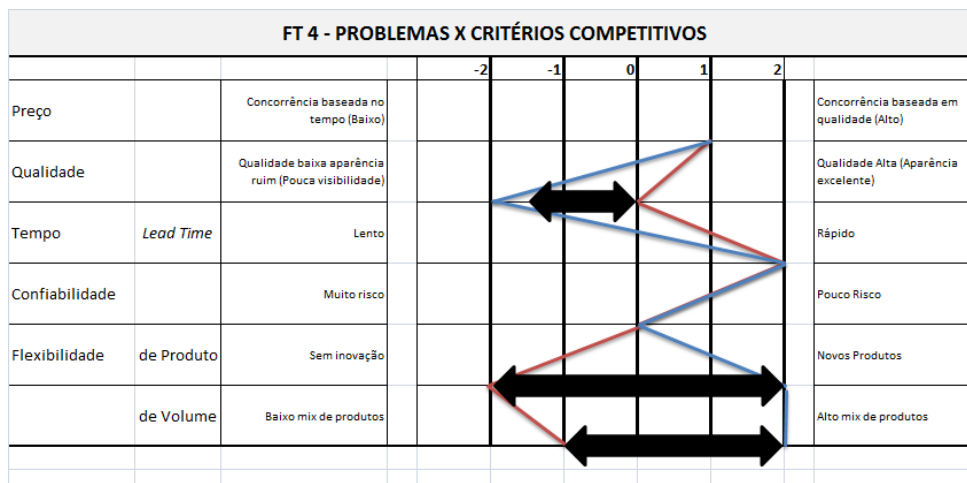 FT 4 - PROBLEMAS X CRITÉRIOS COMPETITIVOS
-2 -1 0 1 2
Preço
Concorrência baseada no
tempo (Baixo)
Concorrência baseada em
qualidade (Alto)
Qualidade
Qualidade baixa aparência
ruim (Pouca visibilidade)
Qualidade Alta (Aparência
excelente)
Tempo Lead Time Lento Rápido
Confiabilidade Muito risco Pouco Risco
Flexibilidade de Produto Sem inovação Novos Produtos
de Volume Baixo mix de produtos Alto mix de produtos